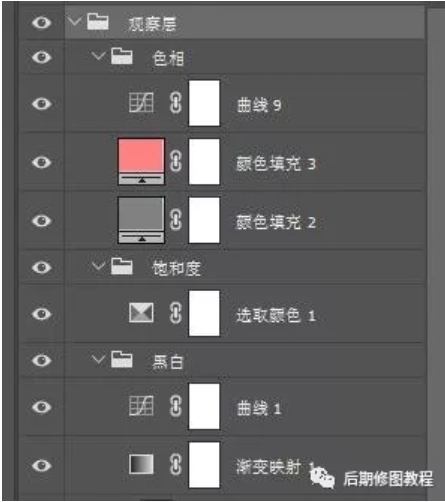 观察层
色相
曲线 9
颜色填充 3
颜色填充 2
饱和度
选取颜色 1
黑白
曲线 1
渐变映射 1
后期修图教程